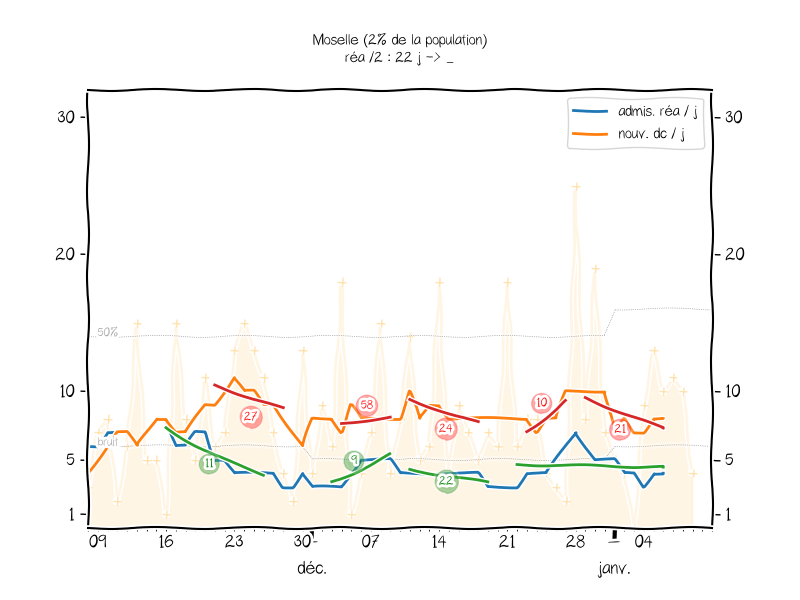 Moselle (2% de la population)
réa /2 : 22 j -> _
admis. réa / j
nouv. dc / j
30 30
20 20
50%
10 10
10
58
27
24
21
bruit
9
11
22
5 5
1 1
09 16 23 30 07 14 21 28 04
déc. janv.